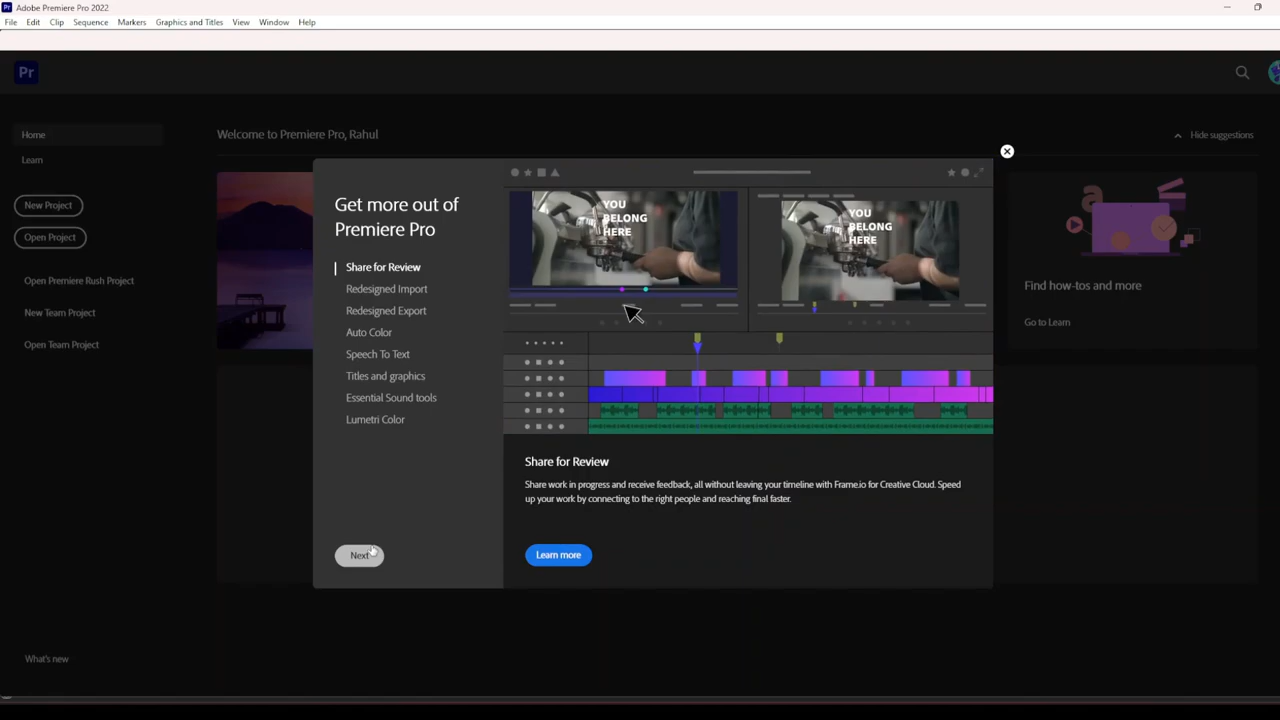 Adobe Premiere Pro 2022
File Edit Clip Sequence Markers Graphics and Titles View Window Help
Pr
Home
Learn
New Project
Open Project
Open Premiere Rush Project
New Team Project
Open Team Project
What's new
Welcome to Premiere Pro, Rahul
Hide suggestions
Get more out of
Premiere Pro
Share for Review
Redesigned Import
Redesigned Export
Auto Color
Speech To Text
Titles and graphics
Essential Sound tools
Lumetri Color
Next
YOU
BELONG
HERE
YOU
BELONG
HERE
Share for Review
Share work in progress and receive feedback, all without leaving your timeline with Frame.io for Creative Cloud. Speed
up your work by connecting to the right people and reaching final faster.
Learn more
Find how-tos and more
Go to Learn